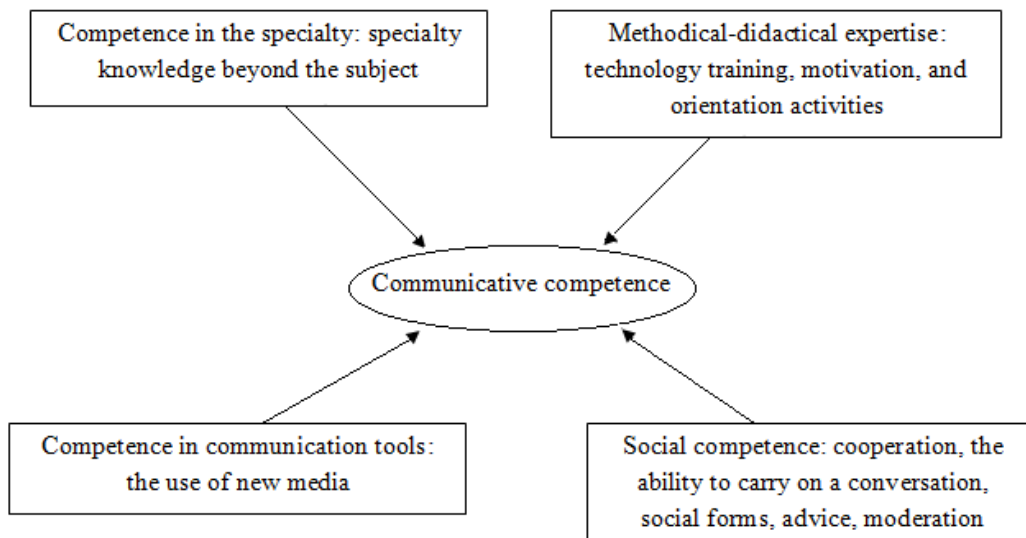 Competence in the specialty: specialty
knowledge beyond the subject
Methodical-didactical expertise:
technology training, motivation, and
orientation activities
Communicative competence
Competence in communication tools:
the use of new media
Social competence: cooperation, the
ability to carry on a conversation,
social forms, advice, moderation